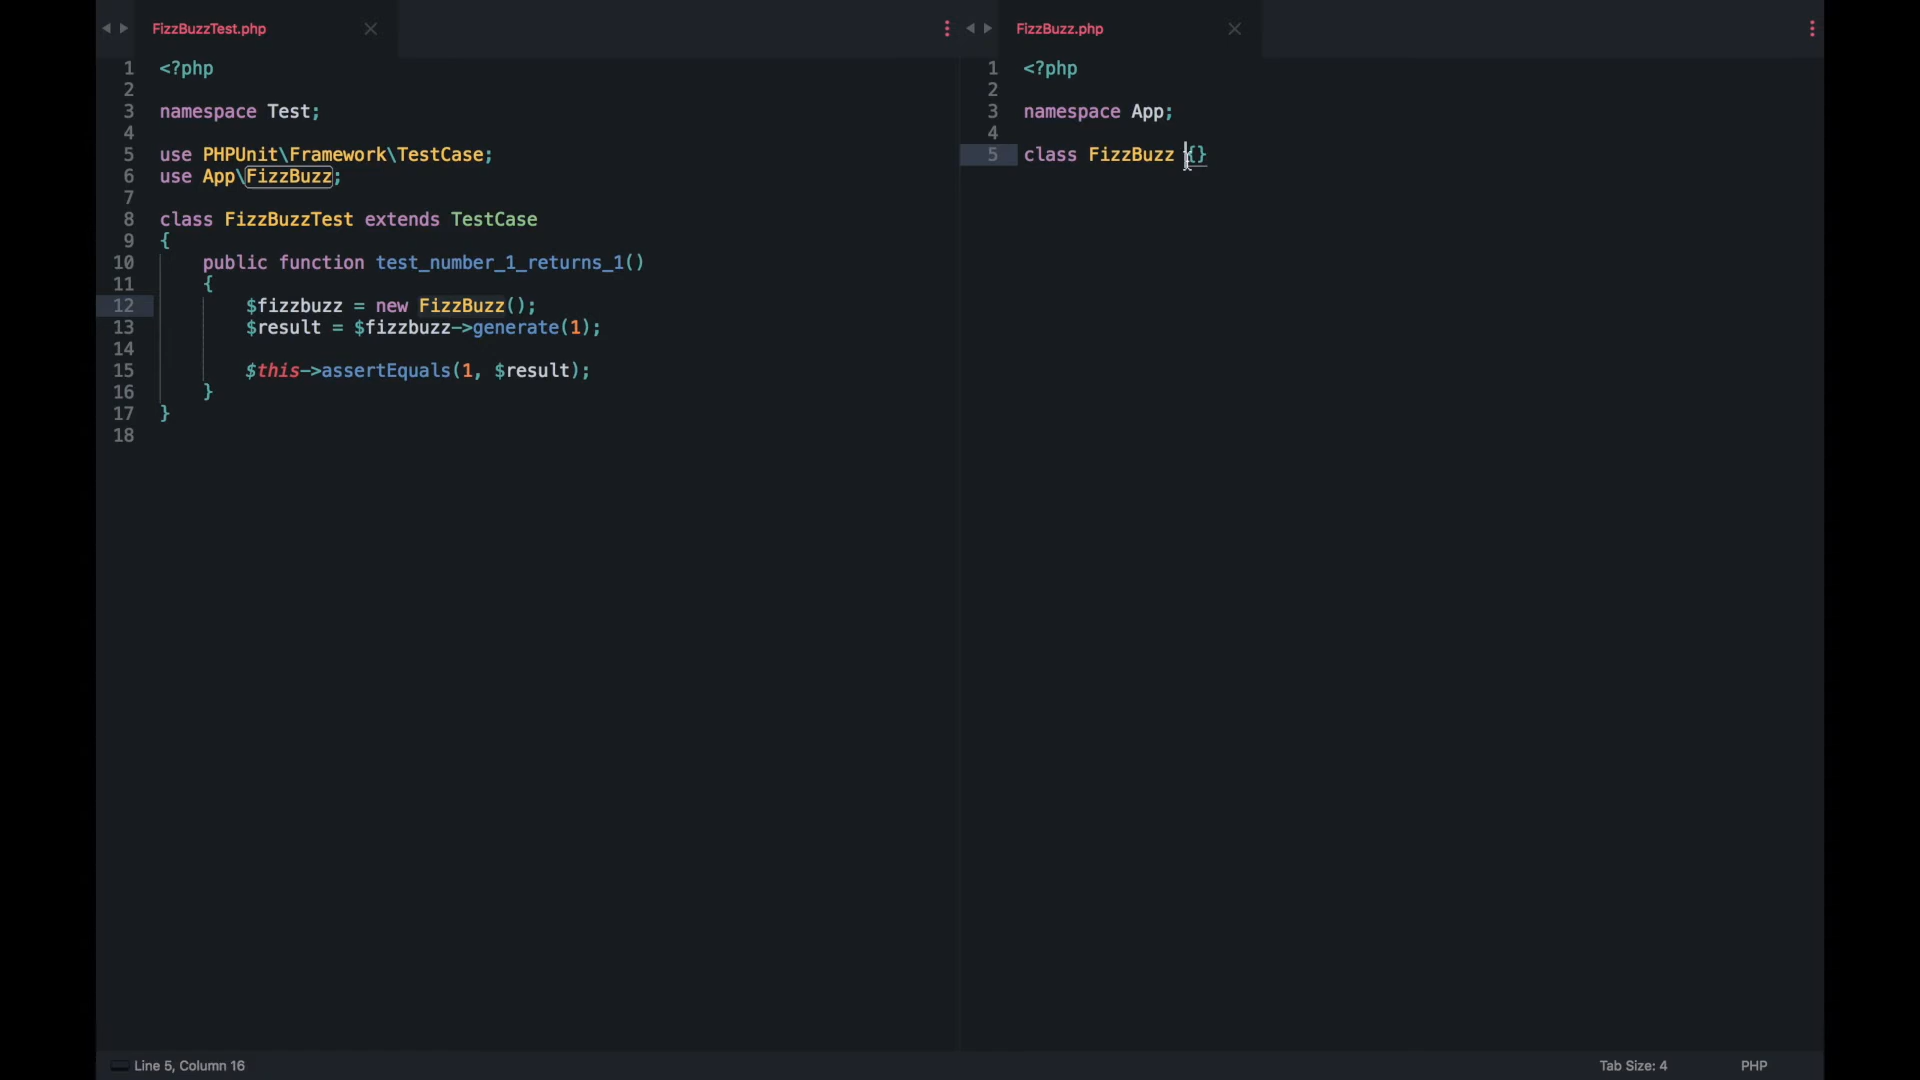 FizzBuzzTest.php
1 <?php
2
3 namespace Test;
4
5 use PHPUnit\Framework\TestCase;
6 use App\FizzBuzz;
7
8 class FizzBuzzTest extends TestCase
9 {
10     public function test_number_1_returns_1()
11     {
12         $fizzbuzz = new FizzBuzz();
13         $result = $fizzbuzz->generate(1);
14
15         $this->assertEquals(1, $result);
16     }
17 }
18
FizzBuzz.php
1 <?php
2
3 namespace App;
4
5 class FizzBuzz {}
Line 5, Column 16
Tab Size: 4
PHP